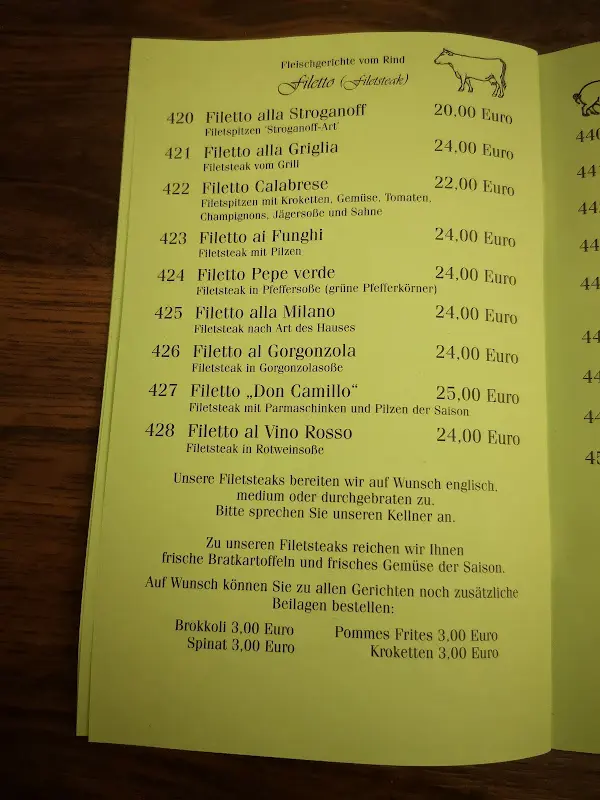 Fleischgerichte vom Rind
Filetto (Filetsteak)
420 Filetto alla Stroganoff 20,00 Euro
Filetspitzen 'Stroganoff-Art'
421 Filetto alla Griglia 24,00 Euro
Filetsteak vom Grill
422 Filetto Calabrese 22,00 Euro
Filetspitzen mit Kroketten, Gemüse, Tomaten,
Champignons, Jägersoße und Sahne
423 Filetto ai Funghi 24,00 Euro
Filetsteak mit Pilzen
424 Filetto Pepe verde 24,00 Euro
Filetsteak in Pfeffersoße (grüne Pfefferkörner)
425 Filetto alla Milano 24,00 Euro
Filetsteak nach Art des Hauses
426 Filetto al Gorgonzola 24,00 Euro
Filetsteak in Gorgonzolasoße
427 Filetto „Don Camillo“ 25,00 Euro
Filetsteak mit Parmaschinken und Pilzen der Saison
428 Filetto al Vino Rosso 24,00 Euro
Filetsteak in Rotweinsoße
Unsere Filetsteaks bereiten wir auf Wunsch englisch,
medium oder durchgebraten zu.
Bitte sprechen Sie unseren Kellner an.
Zu unseren Filetsteaks reichen wir Ihnen
frische Bratkartoffeln und frisches Gemüse der Saison.
Auf Wunsch können Sie zu allen Gerichten noch zusätzliche
Beilagen bestellen:
Brokkoli 3,00 Euro Pommes Frites 3,00 Euro
Spinat 3,00 Euro Kroketten 3,00 Euro